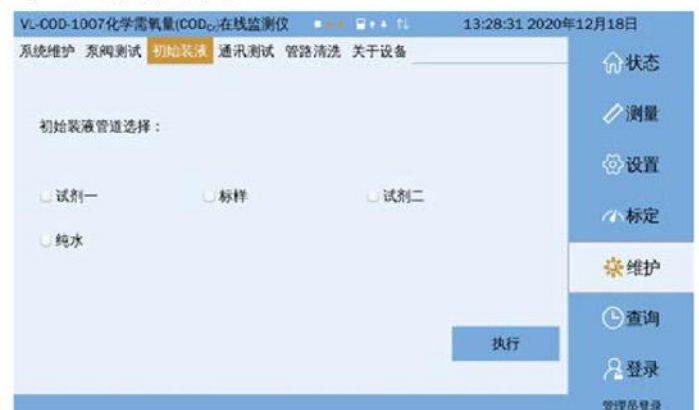 VL-COD-1007化学需氧量(CODCr)在线监测仪 13:28:31 2020年12月18日
系统维护 泵阀测试 初始装液 通讯测试 管路清洗 关于设备
状态
测量
初始装液管道选择：
设置
试剂一 标样 试剂二
标定
纯水
维护
查询
执行
登录
管理员登录